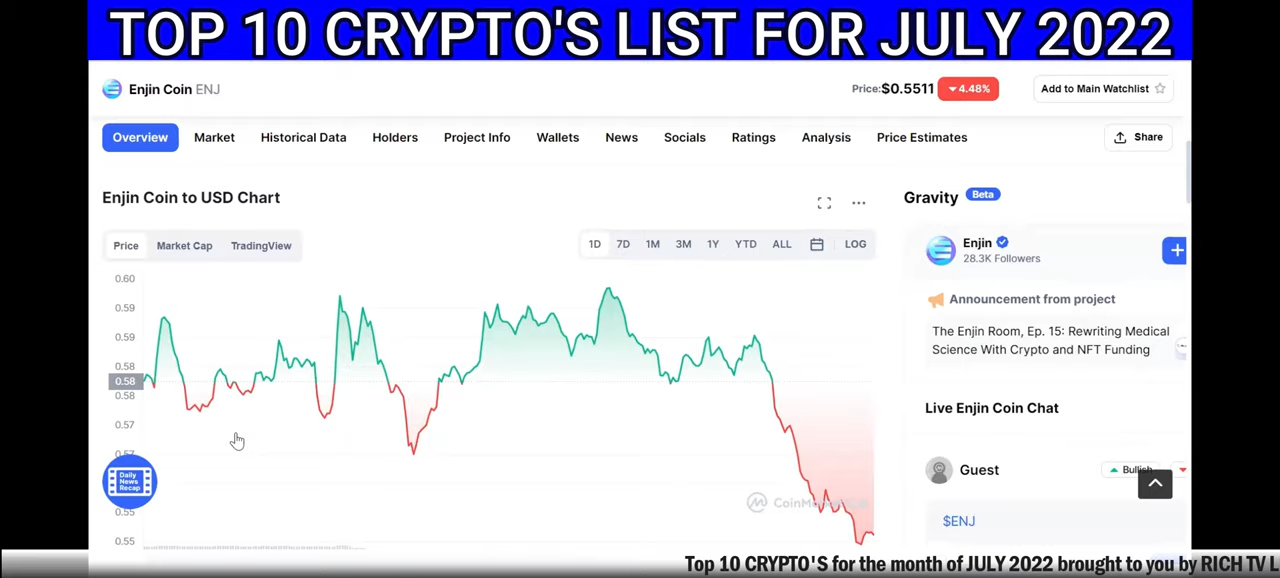 TOP 10 CRYPTO'S LIST FOR JULY 2022
Enjin Coin ENJ
Price:$0.5511 4.48%
Add to Main Watchlist
Overview Market Historical Data Holders Project Info Wallets News Socials Ratings Analysis Price Estimates
Share
Enjin Coin to USD Chart
Price Market Cap TradingView
1D 7D 1M 3M 1Y YTD ALL LOG
0.60
0.59
0.59
0.58
0.58
0.58
0.57
0.57
0.55
0.55
Daily
News
Recap
Gravity Beta
Enjin
28.3K Followers
Announcement from project
The Enjin Room, Ep. 15: Rewriting Medical
Science With Crypto and NFT Funding
Live Enjin Coin Chat
Guest
$ENJ
Top 10 CRYPTO'S for the month of JULY 2022 brought to you by RICH TV L